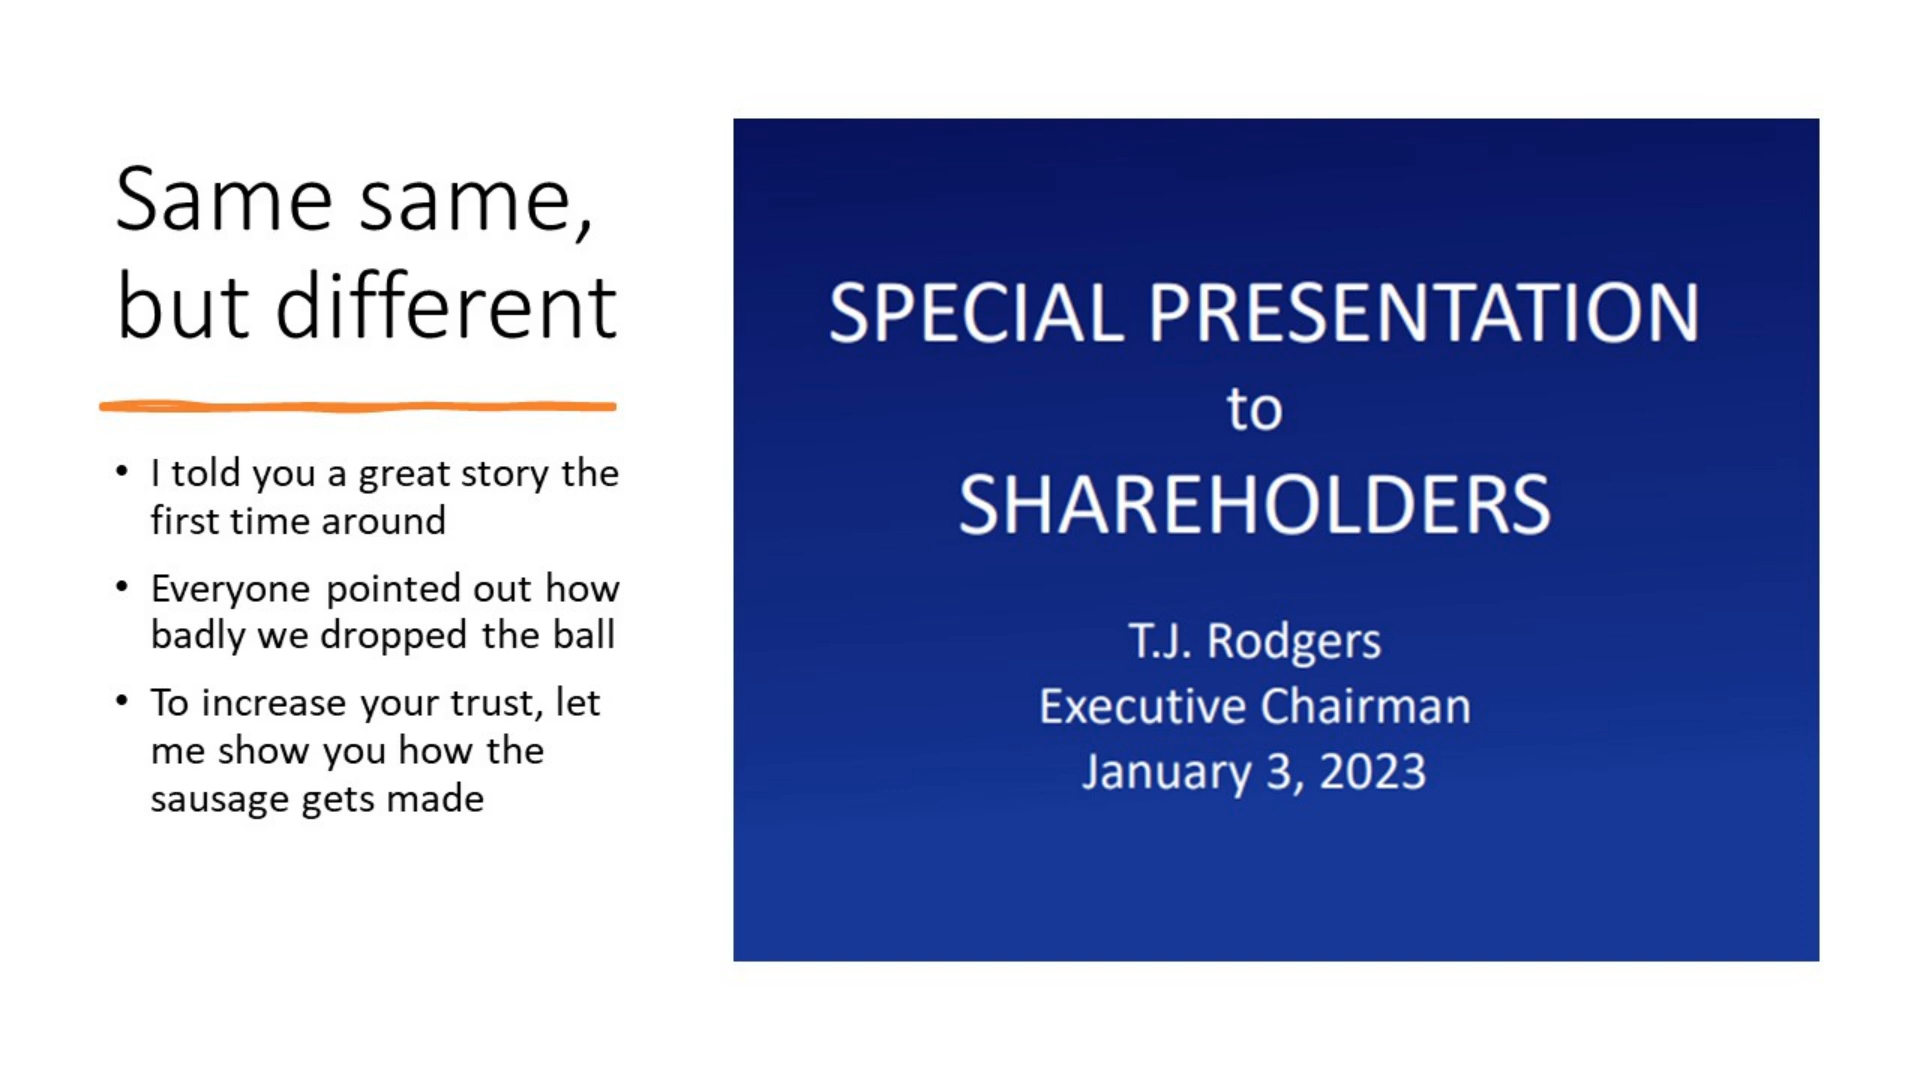 Same same,
but different
• I told you a great story the
first time around
• Everyone pointed out how
badly we dropped the ball
• To increase your trust, let
me show you how the
sausage gets made
SPECIAL PRESENTATION
to
SHAREHOLDERS
T.J. Rodgers
Executive Chairman
January 3, 2023